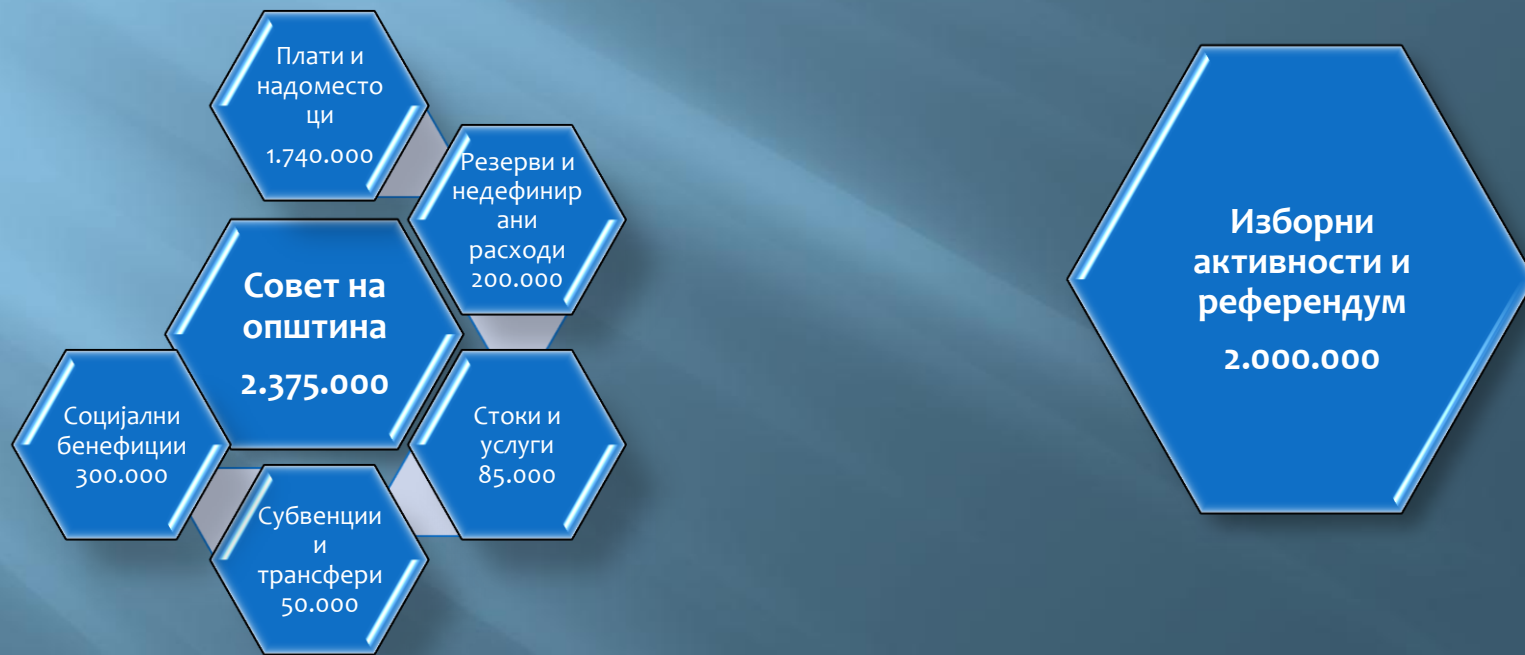 Плати и
надоместо
ци
1.740.000
Резерви и
недефинир
ани
расходи
200.000
Совет на
општина
2.375.000
Стоки и
услуги
85.000
Социјални
бенефиции
300.000
Субвенции
и
трансфери
50.000
Изборни
активности и
референдум
2.000.000